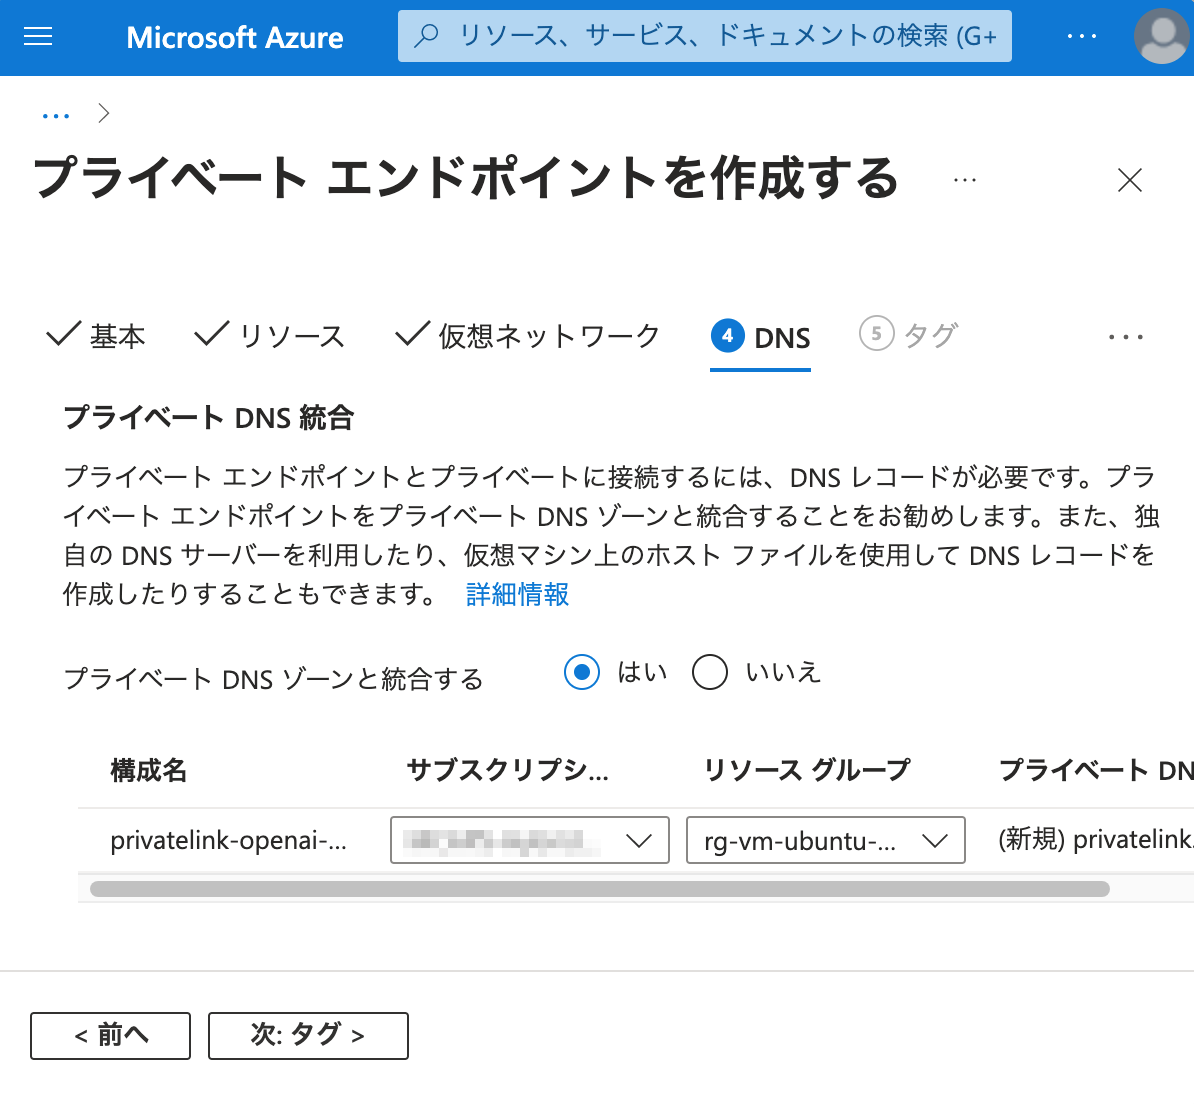 Microsoft Azure
リソース、サービス、ドキュメントの検索 (G+
...
... >
プライベート エンドポイントを作成する ...
基本 リソース 仮想ネットワーク 4 DNS 5 タグ ...
プライベート DNS 統合
プライベート エンドポイントとプライベートに接続するには、DNS レコードが必要です。プラ
イベート エンドポイントをプライベート DNS ゾーンと統合することをお勧めします。また、独
自の DNS サーバーを利用したり、仮想マシン上のホスト ファイルを使用して DNS レコードを
作成したりすることもできます。 詳細情報
プライベート DNS ゾーンと統合する はい いいえ
構成名 サブスクリプシ... リソース グループ プライベート DN
privatelink-openai-... rg-vm-ubuntu-... (新規) privatelink.
< 前へ 次: タグ >